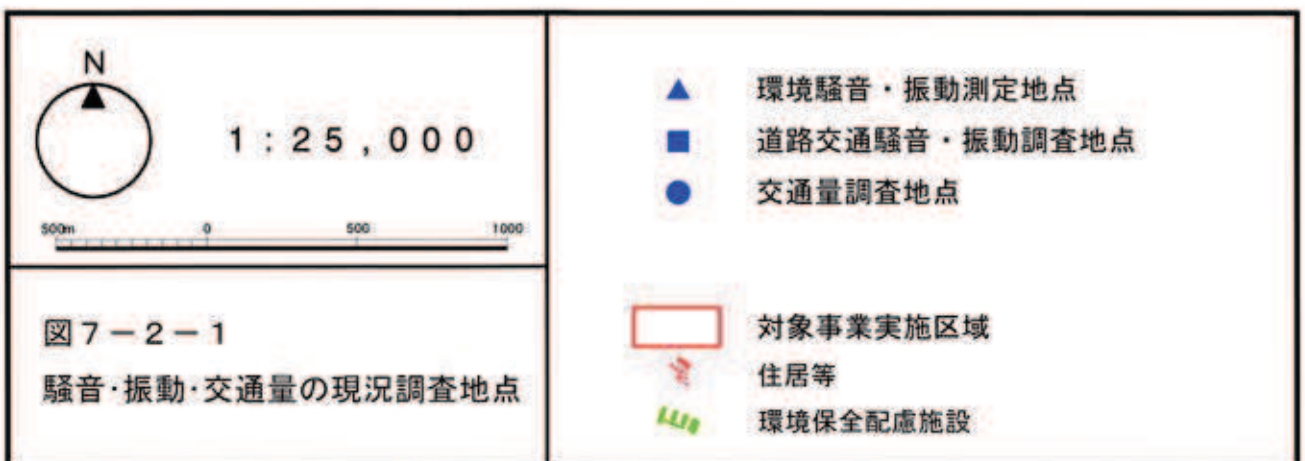 N
1:25,000
500m 0 500 1000
図7-2-1
騒音・振動・交通量の現況調査地点
環境騒音・振動測定地点
道路交通騒音・振動調査地点
交通量調査地点
対象事業実施区域
住居等
環境保全配慮施設